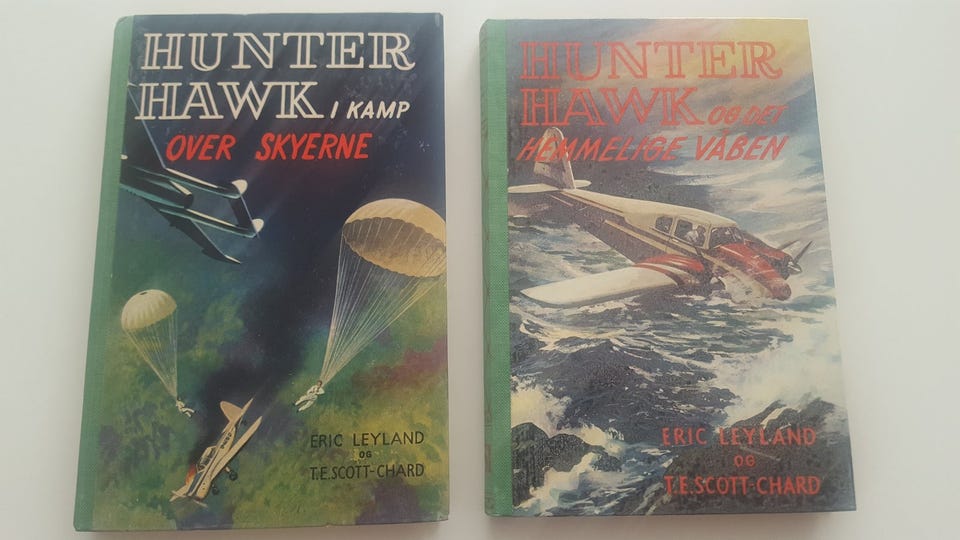 HUNTER
HAWK I KAMP
OVER SKYERNE
ERIC LEYLAND
OG
T.E. SCOTT-CHARD
HUNTER
HAWK OG DET
HEMMELIGE VÅBEN
ERIC LEYLAND
OG
T.E. SCOTT-CHARD